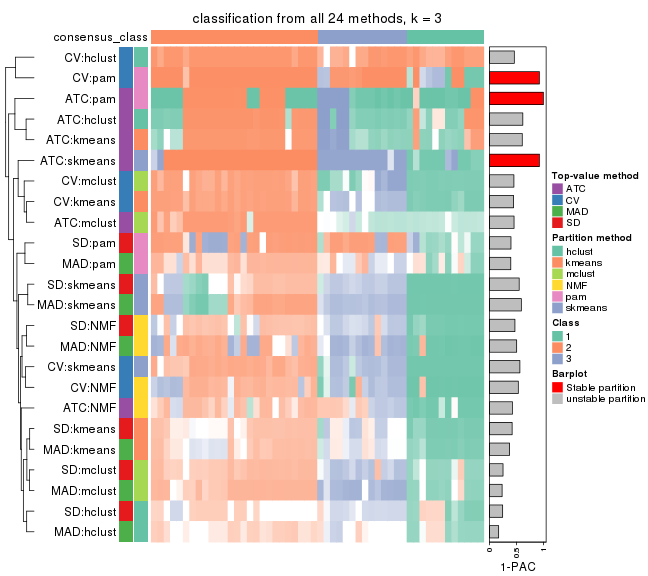 classification from all 24 methods, k = 3
consensus_class
CV:hclust
CV:pam
ATC:pam
ATC:hclust
ATC:kmeans
ATC:skmeans
CV:mclust
CV:kmeans
ATC:mclust
SD:pam
MAD:pam
SD:skmeans
MAD:skmeans
SD:NMF
MAD:NMF
CV:skmeans
CV:NMF
ATC:NMF
SD:kmeans
MAD:kmeans
SD:mclust
MAD:mclust
SD:hclust
MAD:hclust
0
0.5
1
1-PAC
Top-value method
ATC
CV
MAD
SD
Partition method
hclust
kmeans
mclust
NMF
pam
skmeans
Class
1
2
3
Barplot
Stable partition
unstable partition